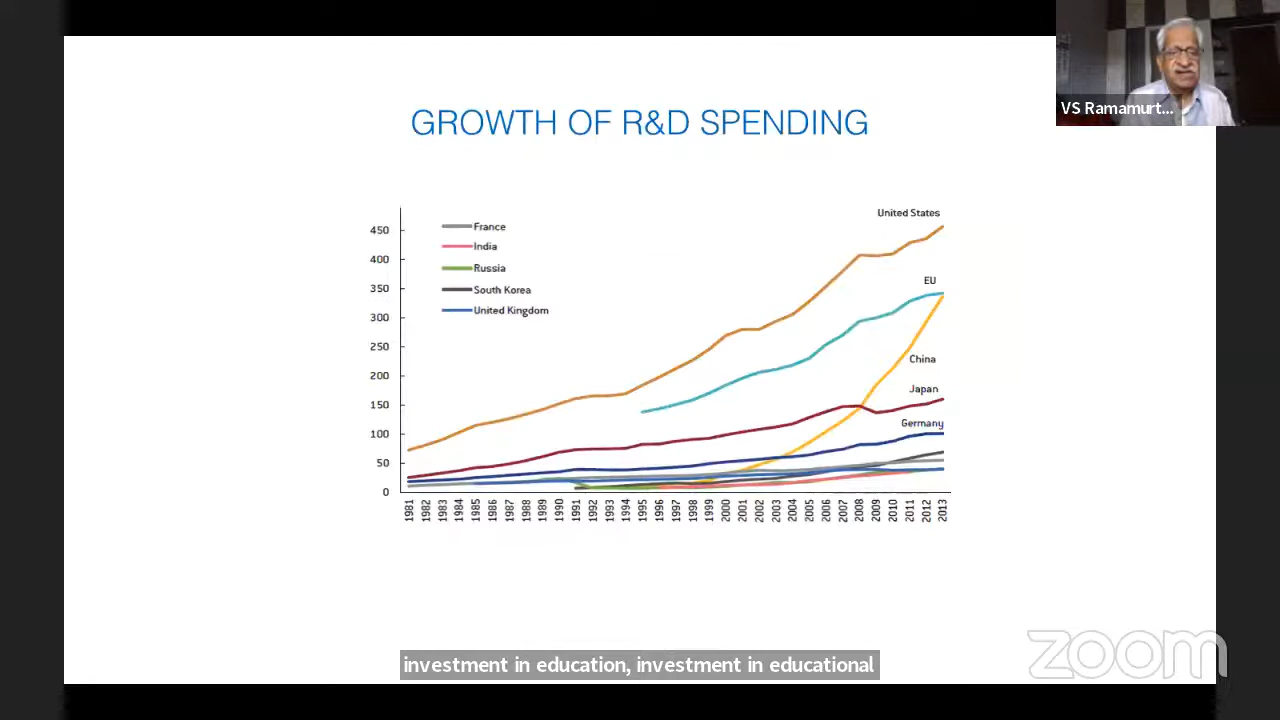 VS Ramamurt...
GROWTH OF R&D SPENDING
United States
450
France
400
India
350
Russia
EU
300
South Korea
250
United Kingdom
200
China
150
Japan
100
Germany
50
0
1981 1982 1983 1984 1985 1986 1987 1988 1989 1990 1991 1992 1993 1994 1995 1996 1997 1998 1999 2000 2001 2002 2003 2004 2005 2006 2007 2008 2009 2010 2011 2012 2013
investment in education, investment in educational
zoom